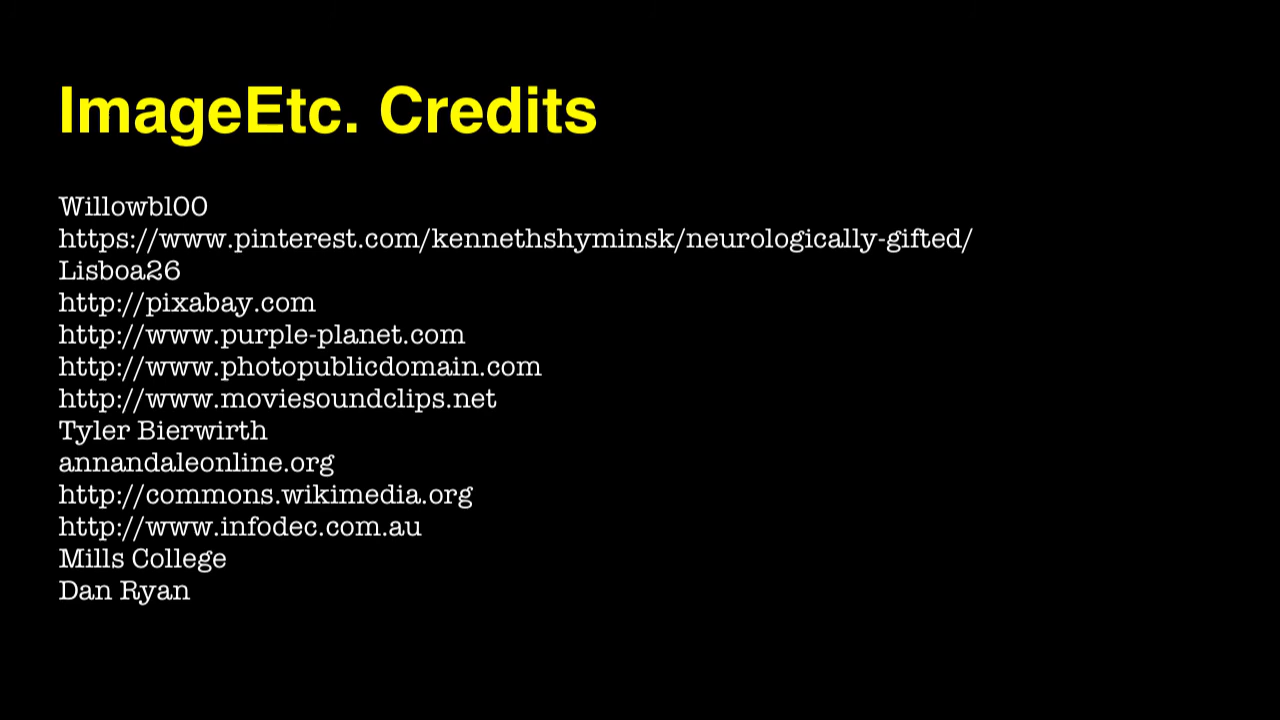 ImageEtc. Credits
Willowbl00
https://www.pinterest.com/kennethshyminsk/neurologically-gifted/
Lisboa26
http://pixabay.com
http://www.purple-planet.com
http://www.photopublicdomain.com
http://www.moviesoundclips.net
Tyler Bierwirth
annandaleonline.org
http://commons.wikimedia.org
http://www.infodec.com.au
Mills College
Dan Ryan